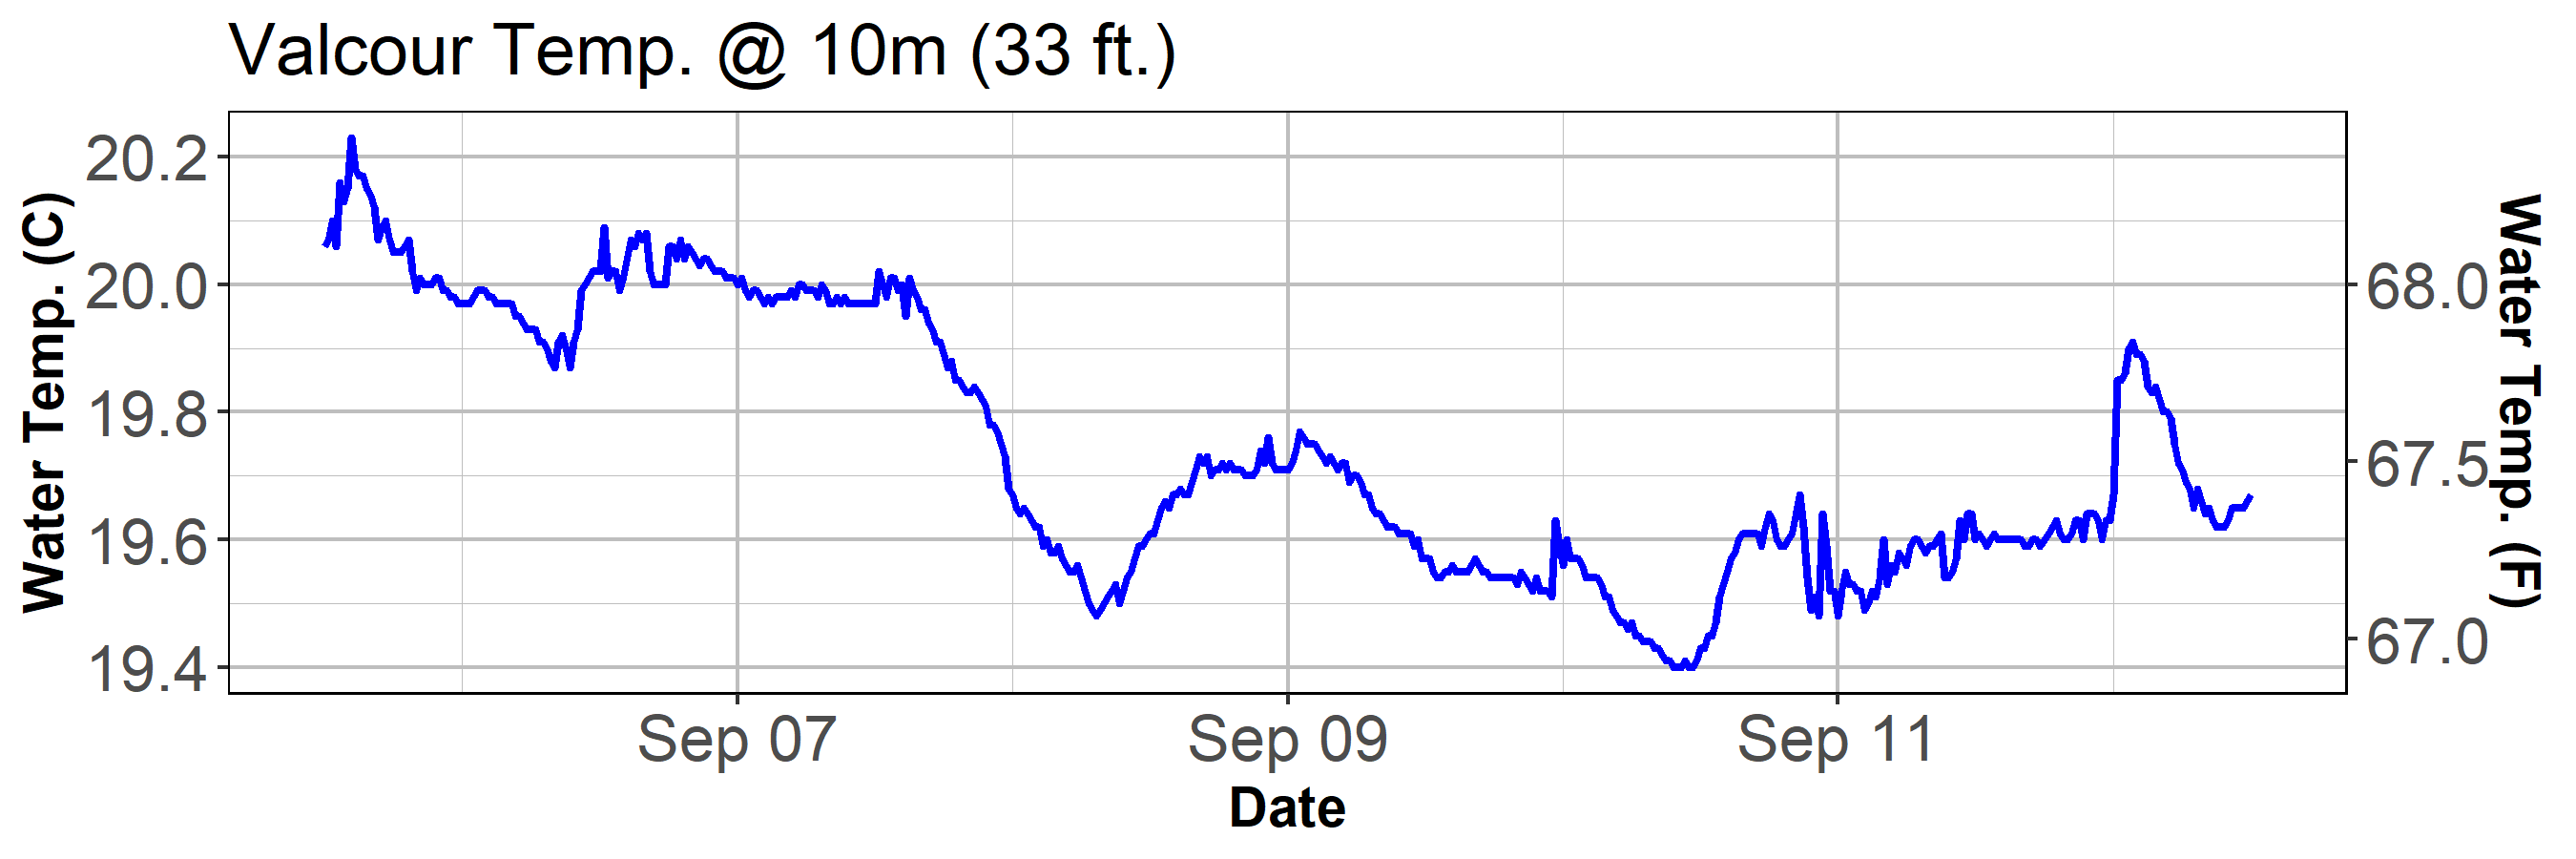 Valcour Temp. @ 10m (33 ft.)
Water Temp. (C)
20.2
20.0
19.8
19.6
19.4
68.0
67.5
67.0
Water Temp. (F)
Sep 07
Sep 09
Sep 11
Date